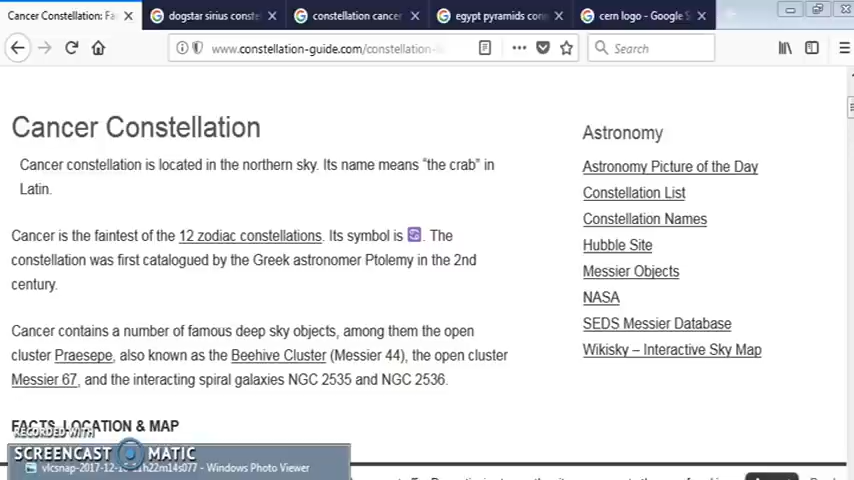 Cancer Constellation: Fa
dogstar sirius conste
constellation cancer
egypt pyramids con
cern logo - Google S
www.constellation-guide.com/constellation-
Search
Cancer Constellation
Cancer constellation is located in the northern sky. Its name means “the crab” in
Latin.
Cancer is the faintest of the 12 zodiac constellations. Its symbol is ♋. The
constellation was first catalogued by the Greek astronomer Ptolemy in the 2nd
century.
Cancer contains a number of famous deep sky objects, among them the open
cluster Praesepe, also known as the Beehive Cluster (Messier 44), the open cluster
Messier 67, and the interacting spiral galaxies NGC 2535 and NGC 2536.
FACTS, LOCATION & MAP
Astronomy
Astronomy Picture of the Day
Constellation List
Constellation Names
Hubble Site
Messier Objects
NASA
SEDS Messier Database
Wikisky – Interactive Sky Map
RECORDED WITH
SCREENCAST MATIC
- Windows Photo Viewer